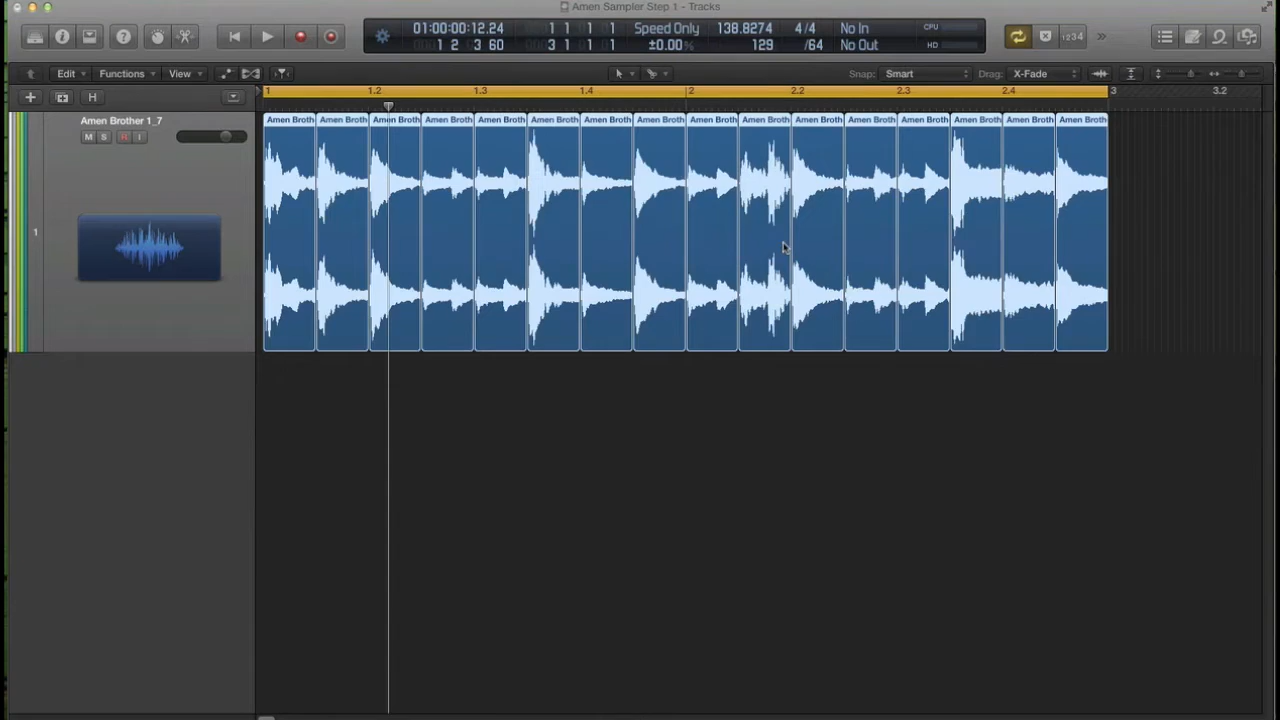 Amen Sampler Step 1 - Tracks
01:00:00:12.24 1 1 1 1 Speed Only 138.8274 4/4 No In CPU
1 2 3 60 3 1 1 1 ±0.00% 129 /64 No Out HD
1234
Edit Functions View Snap: Smart Drag: X-Fade
H 1 1.2 1.3 1.4 2 2.2 2.3 2.4 3 3.2
Amen Brother 1_7 Amen Broth Amen Broth Amen Broth Amen Broth Amen Broth Amen Broth Amen Broth Amen Broth Amen Broth Amen Broth Amen Broth Amen Broth Amen Broth Amen Broth Amen Broth Amen Broth
M S R I
1